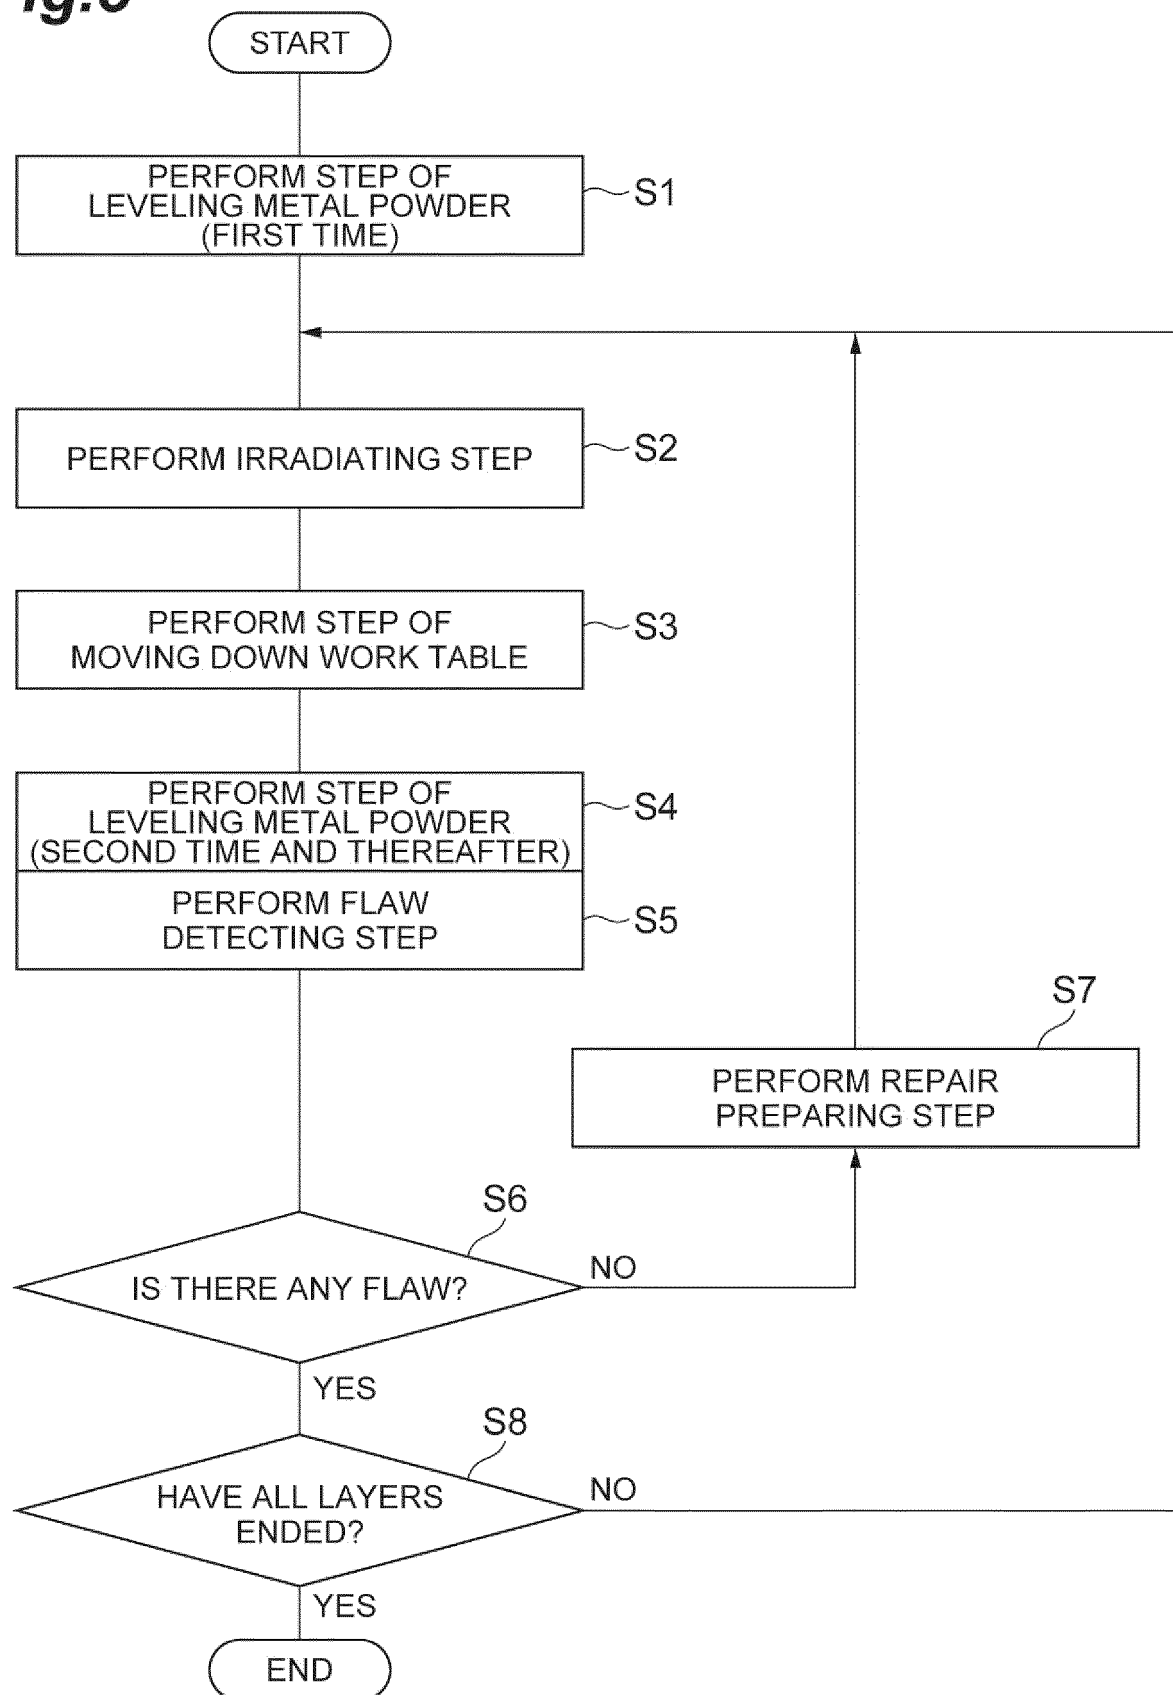 START
PERFORM STEP OF
LEVELING METAL POWDER
(FIRST TIME)
S1
PERFORM IRRADIATING STEP
S2
PERFORM STEP OF
MOVING DOWN WORK TABLE
S3
PERFORM STEP OF
LEVELING METAL POWDER
(SECOND TIME AND THEREAFTER)
S4
PERFORM FLAW
DETECTING STEP
S5
S7
PERFORM REPAIR
PREPARING STEP
S6
IS THERE ANY FLAW?
NO
YES
S8
HAVE ALL LAYERS
ENDED?
NO
YES
END